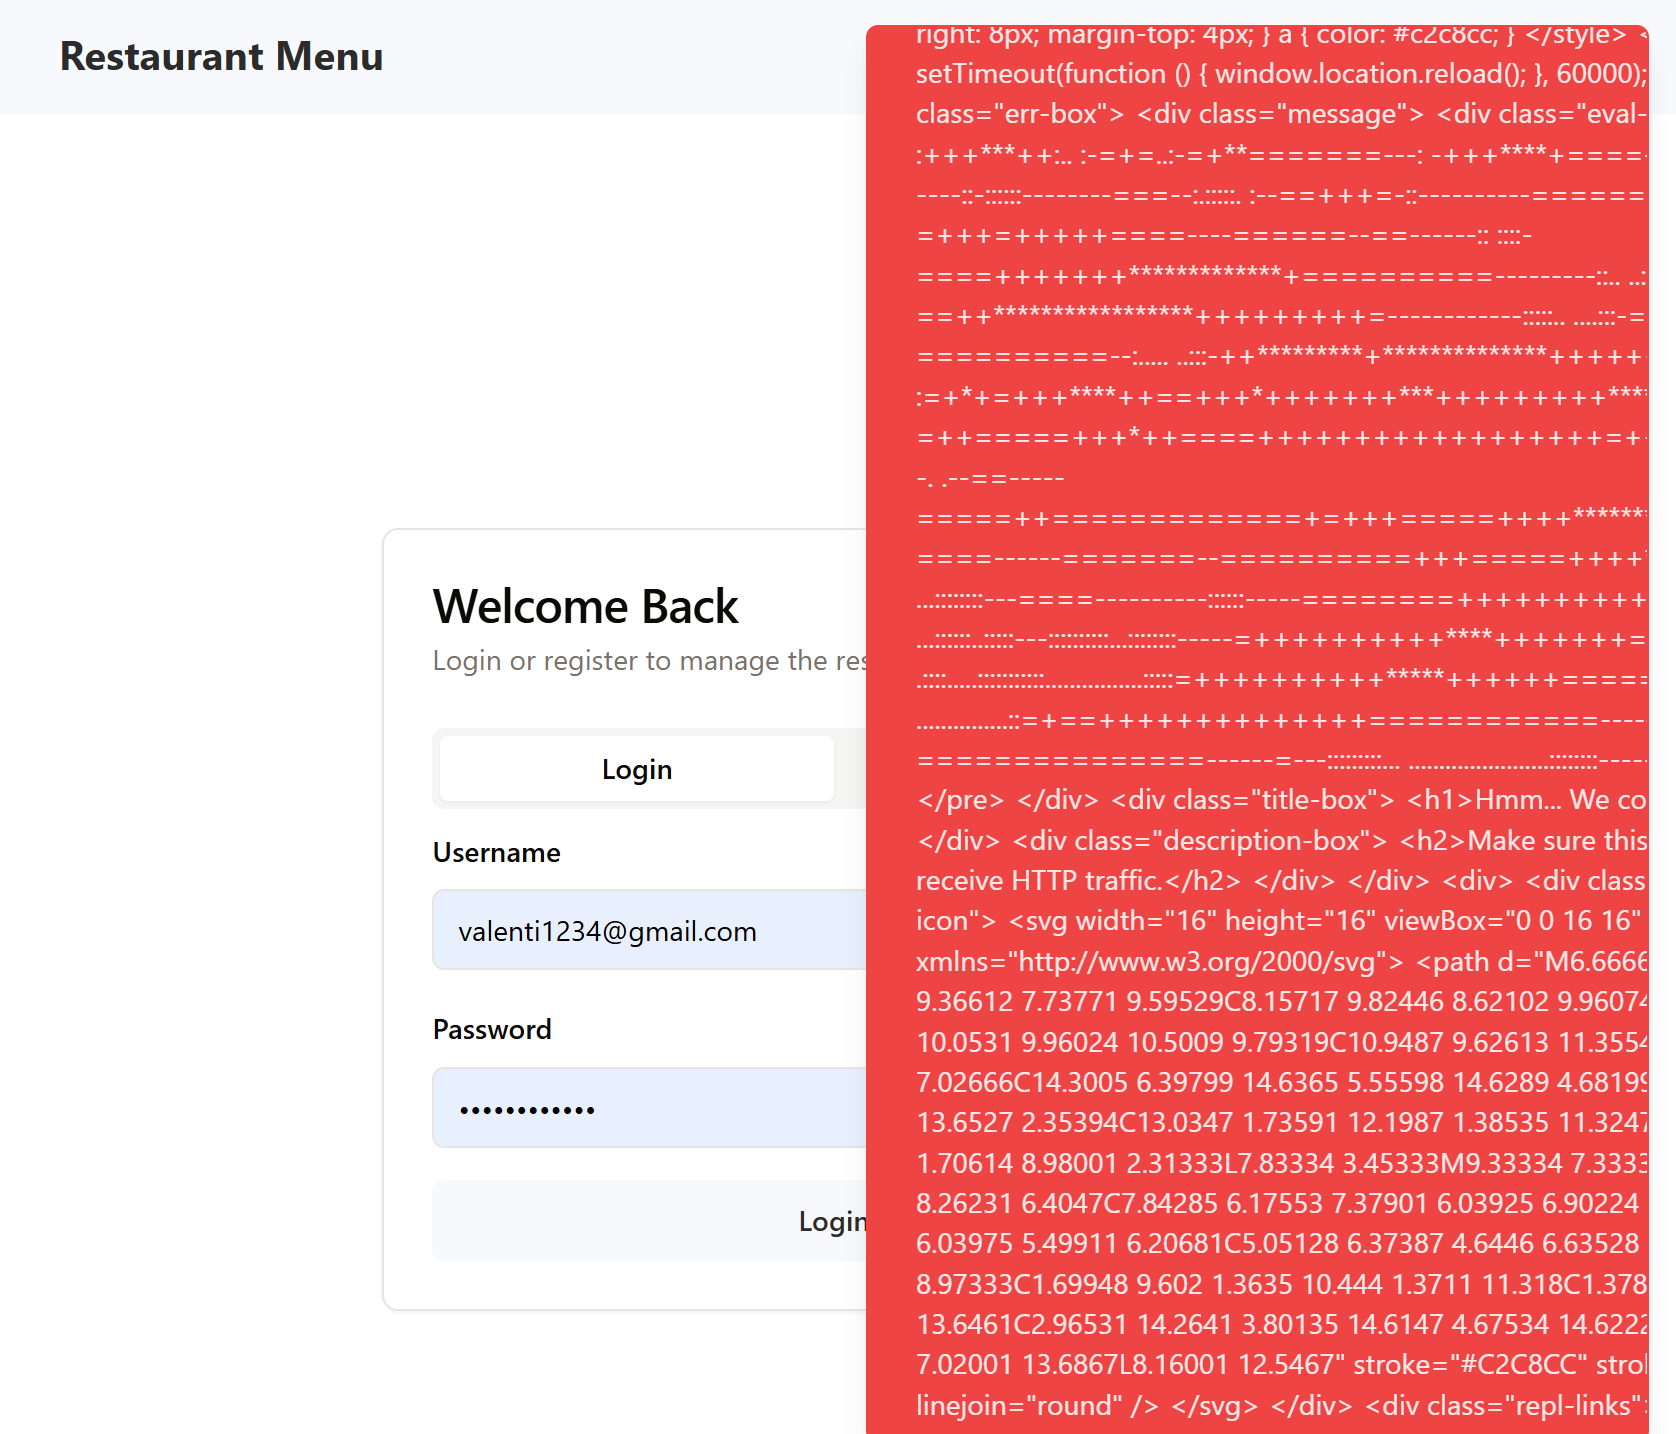 Restaurant Menu
Welcome Back
Login or register to manage the res
Login
Username
valenti1234@gmail.com
Password
••••••••••••
Login
right: 8px; margin-top: 4px; } a { color: #c2c8cc; } </style> <
setTimeout(function () { window.location.reload(); }, 60000);
class="err-box"> <div class="message"> <div class="eval-
</pre> </div> <div class="title-box"> <h1>Hmm... We co
</div> <div class="description-box"> <h2>Make sure this
receive HTTP traffic.</h2> </div> </div> <div> <div class
icon"> <svg width="16" height="16" viewBox="0 0 16 16"
xmlns="http://www.w3.org/2000/svg"> <path d="M6.6666
9.36612 7.73771 9.59529C8.15717 9.82446 8.62102 9.96074
10.0531 9.96024 10.5009 9.79319C10.9487 9.62613 11.3554
7.02666C14.3005 6.39799 14.6365 5.55598 14.6289 4.68199
13.6527 2.35394C13.0347 1.73591 12.1987 1.38535 11.3247
1.70614 8.98001 2.31333L7.83334 3.45333M9.33334 7.3333
8.26231 6.4047C7.84285 6.17553 7.37901 6.03925 6.90224
6.03975 5.49911 6.20681C5.05128 6.37387 4.6446 6.63528
8.97333C1.69948 9.602 1.3635 10.444 1.3711 11.318C1.378
13.6461C2.96531 14.2641 3.80135 14.6147 4.67534 14.6222
7.02001 13.6867L8.16001 12.5467" stroke="#C2C8CC" strol
linejoin="round" /> </svg> </div> <div class="repl-links"